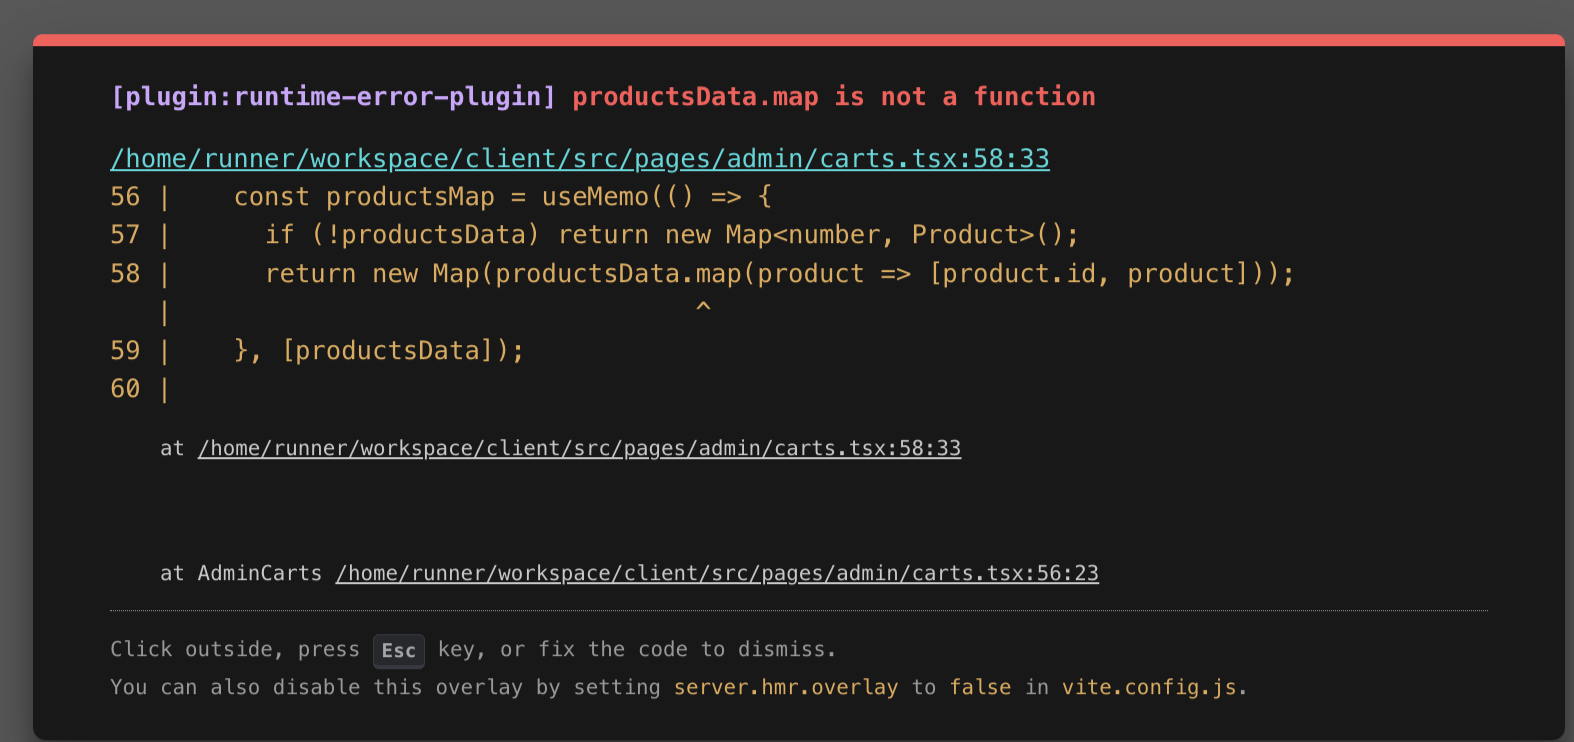 [plugin:runtime-error-plugin] productsData.map is not a function
/home/runner/workspace/client/src/pages/admin/carts.tsx:58:33
56 |    const productsMap = useMemo(() => {
57 |      if (!productsData) return new Map<number, Product>();
58 |      return new Map(productsData.map(product => [product.id, product]));
   |                                  ^
59 |    }, [productsData]);
60 |
at /home/runner/workspace/client/src/pages/admin/carts.tsx:58:33
at AdminCarts /home/runner/workspace/client/src/pages/admin/carts.tsx:56:23
Click outside, press Esc key, or fix the code to dismiss.
You can also disable this overlay by setting server.hmr.overlay to false in vite.config.js.